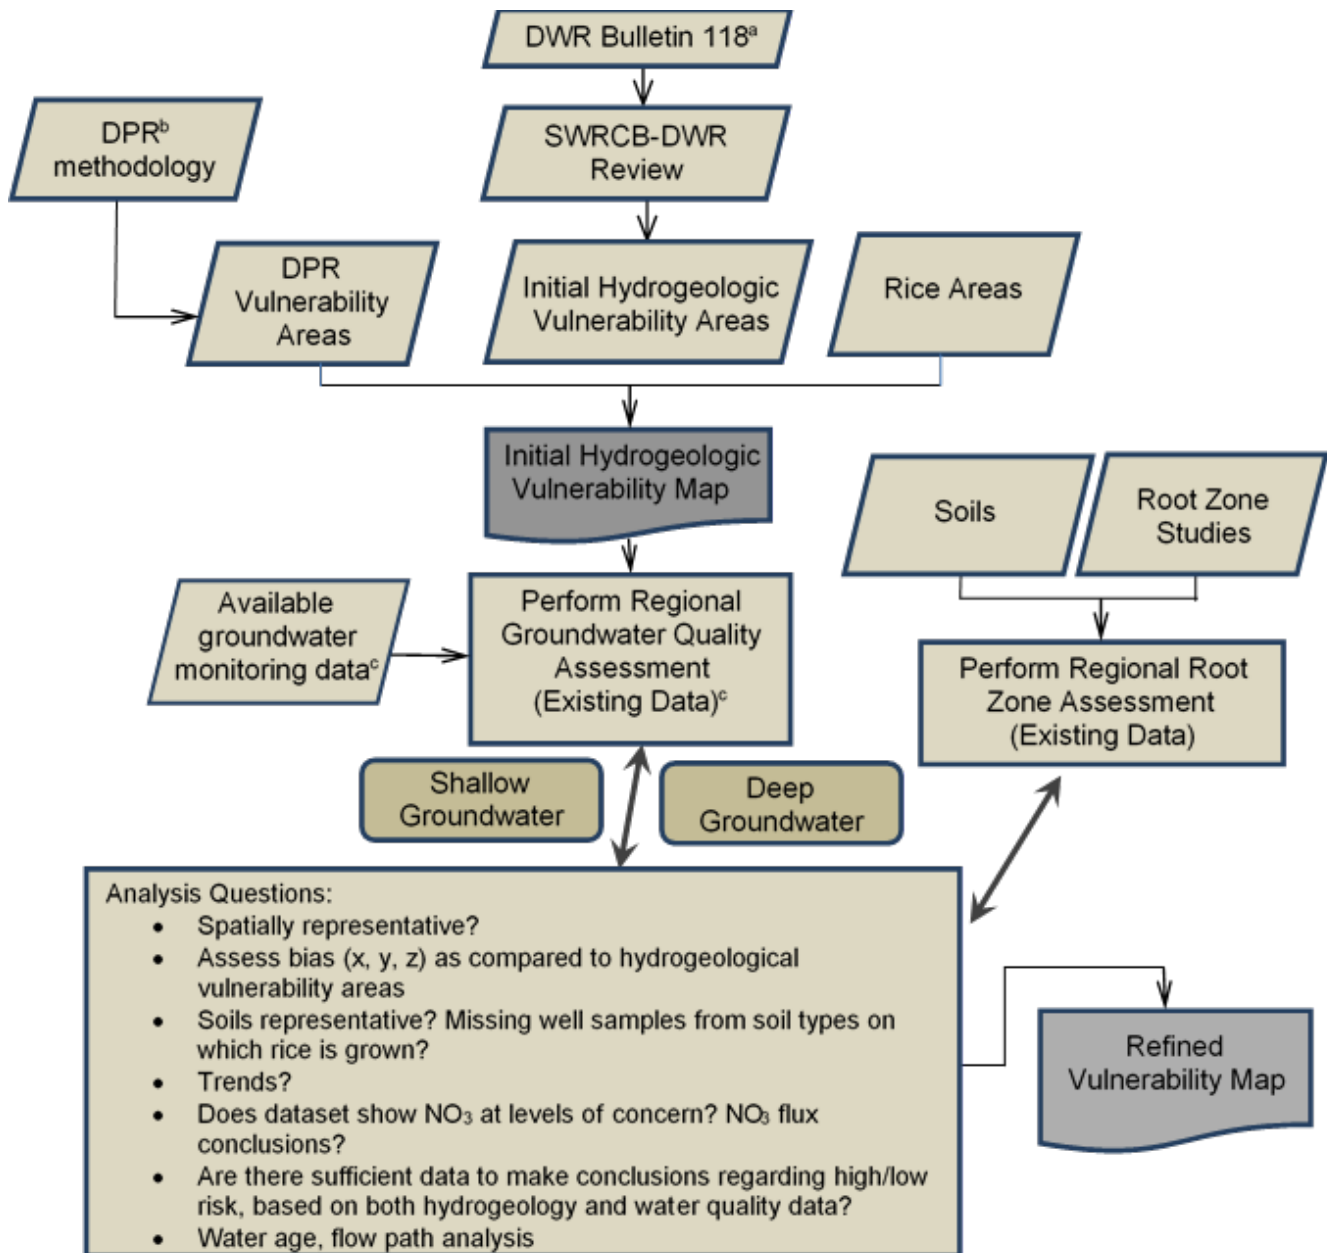 DWR Bulletin 118ᵃ
SWRCB-DWR
Review
DPRᵇ
methodology
DPR
Vulnerability
Areas
Initial Hydrogeologic
Vulnerability Areas
Rice Areas
Initial Hydrogeologic
Vulnerability Map
Soils
Root Zone
Studies
Available
groundwater
monitoring dataᶜ
Perform Regional
Groundwater Quality
Assessment
(Existing Data)ᶜ
Perform Regional Root
Zone Assessment
(Existing Data)
Shallow
Groundwater
Deep
Groundwater
Analysis Questions:
• Spatially representative?
• Assess bias (x, y, z) as compared to hydrogeological
vulnerability areas
• Soils representative? Missing well samples from soil types on
which rice is grown?
• Trends?
• Does dataset show NO₃ at levels of concern? NO₃ flux
conclusions?
• Are there sufficient data to make conclusions regarding high/low
risk, based on both hydrogeology and water quality data?
• Water age, flow path analysis
Refined
Vulnerability Map